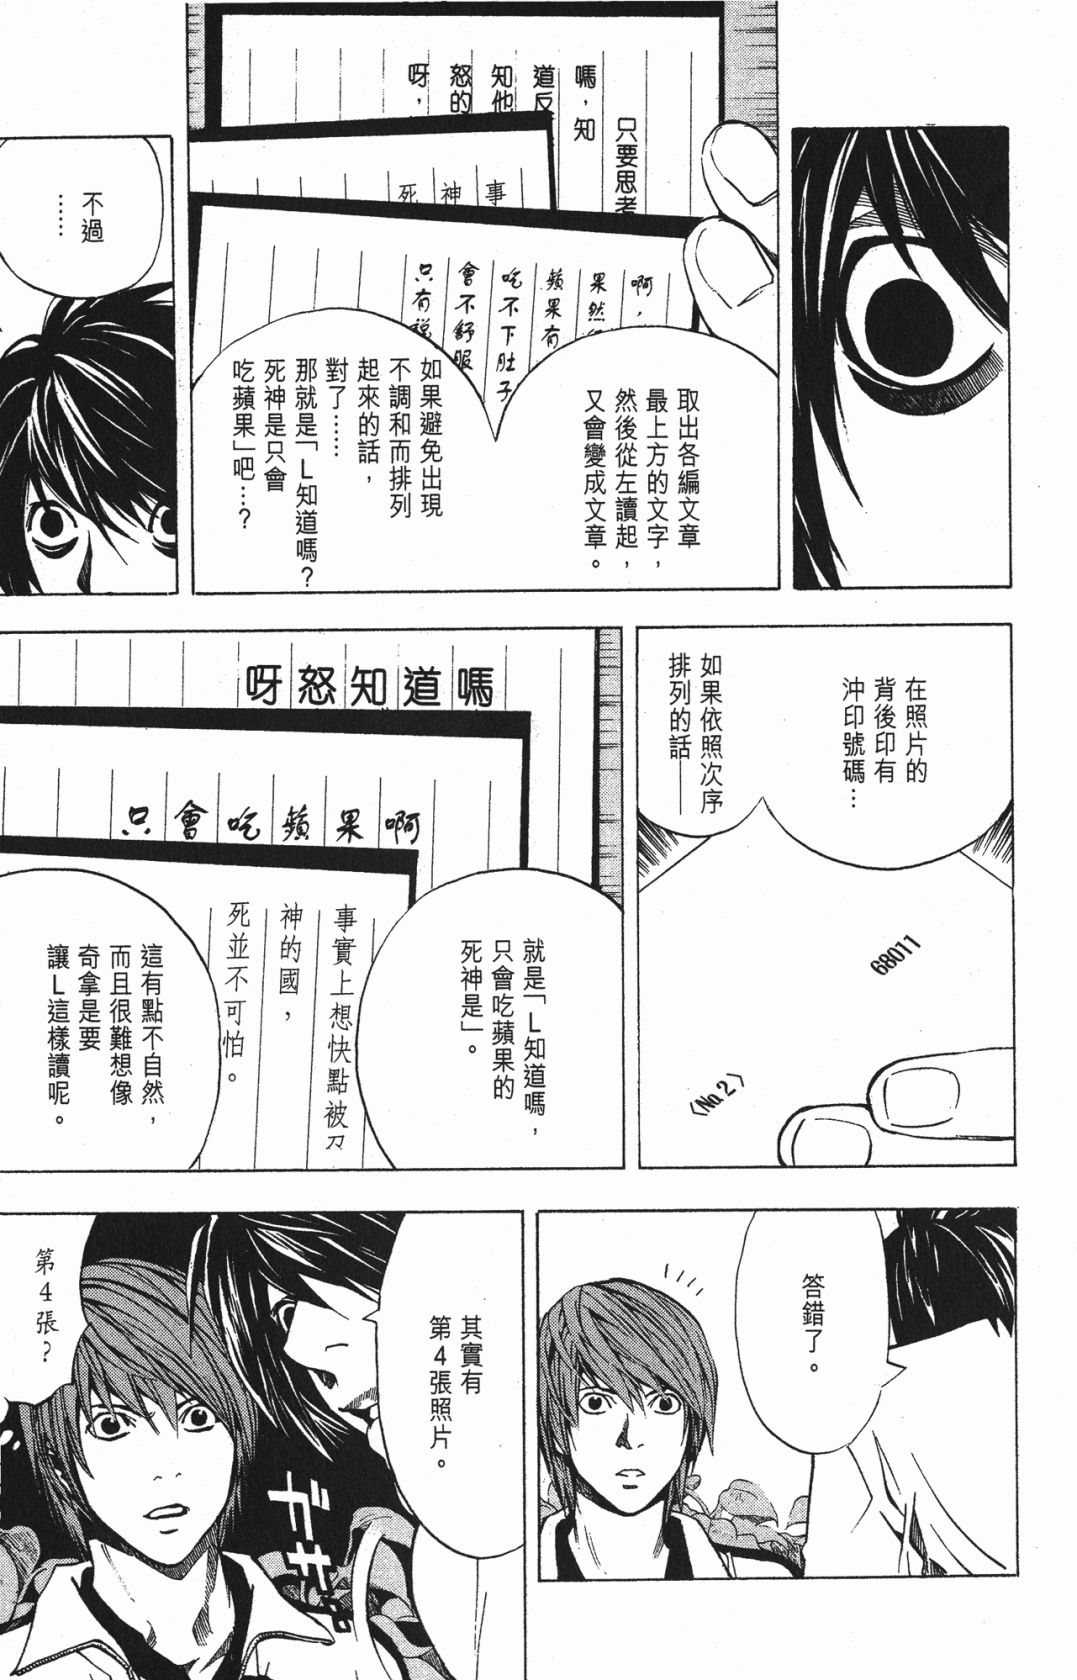 嗎，知
道反
知他
怒的
呀，
只要思考
事
神
死
啊，
果然
蘋果有
吃不下肚子
會不舒服
只有說
取出各編文章
最上方的文字，
然後從左讀起，
又會變成文章。
如果避免出現
不調和而排列
起來的話，
對了……
那就是「L知道嗎？
死神是只會
吃蘋果」吧…？
不過
……
在照片的
背後印有
沖印號碼…
如果依照次序
排列的話——
68011
〈No.2〉
呀怒知道嗎
只會吃蘋果啊
事實上想快點被刀
神的國，
死並不可怕。
就是「L知道嗎，
只會吃蘋果的
死神是」。
這有點不自然，
而且很難想像
奇拿是要
讓L這樣讀呢。
答錯了。
其實有
第4張照片。
第4張？
ガギ